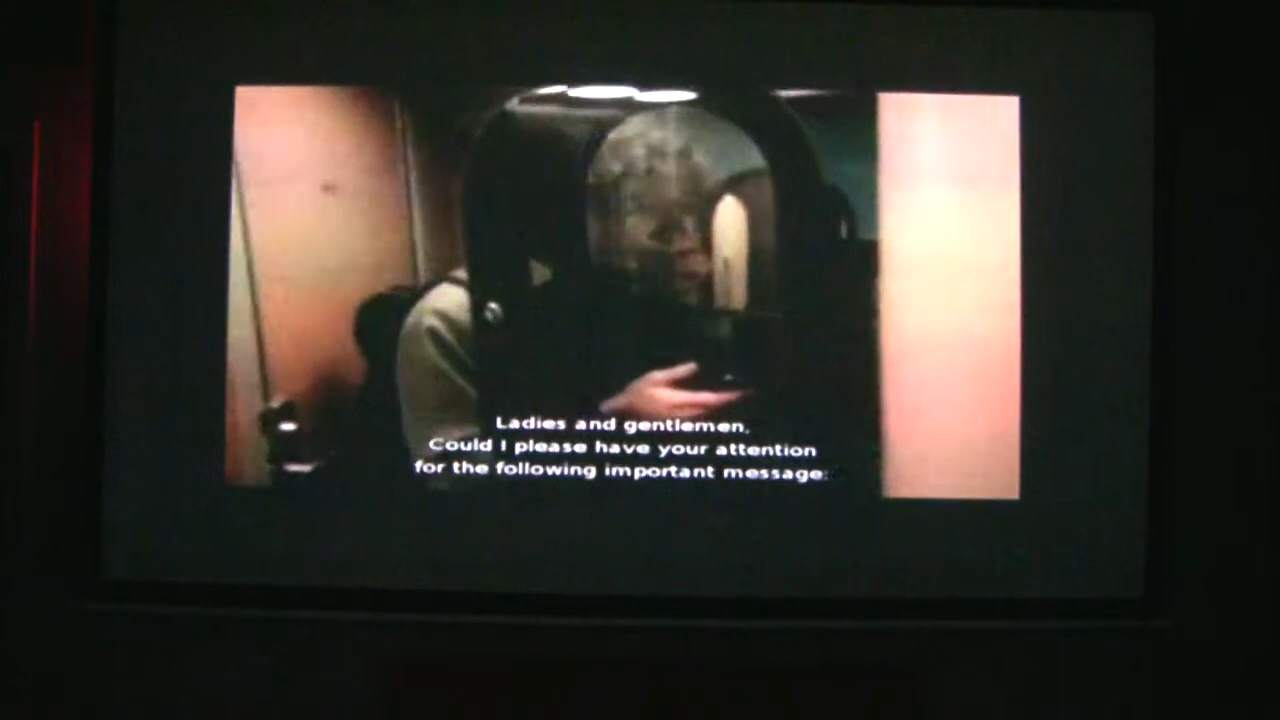 Ladies and gentlemen,
Could I please have your attention
for the following important message: